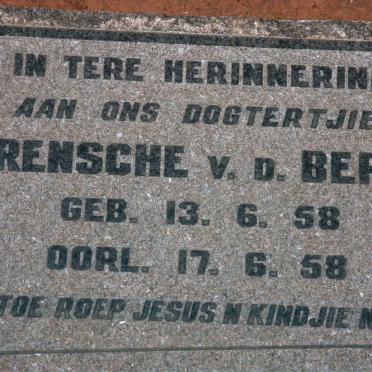 IN TERE HERINNERIN
AAN ONS DOGTERTJIE
RENSCHE V. D. BER
GEB. 13. 6. 58
OORL. 17. 6. 58
TOE ROEP JESUS 'N KINDJIE N